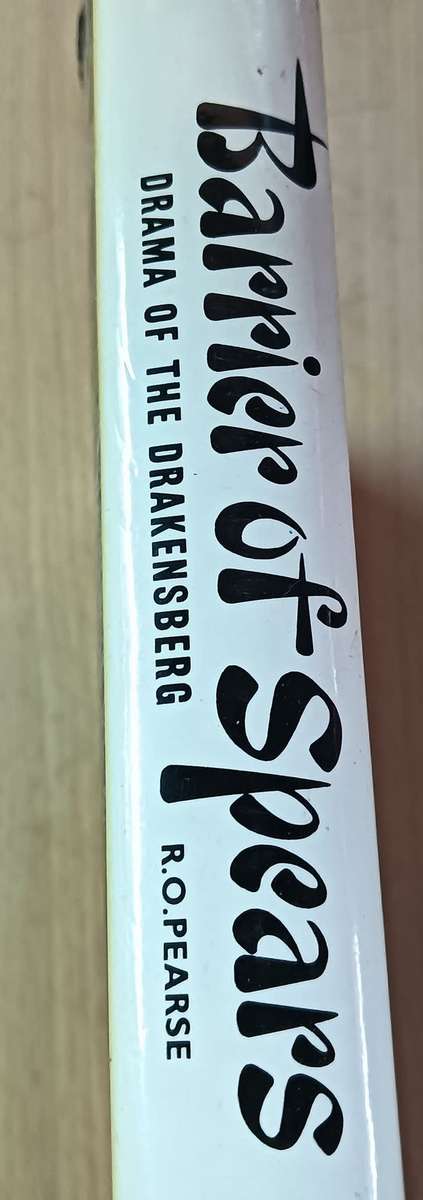 Barrier of Spears
DRAMA OF THE DRAKENSBERG
R.O.PEARSE